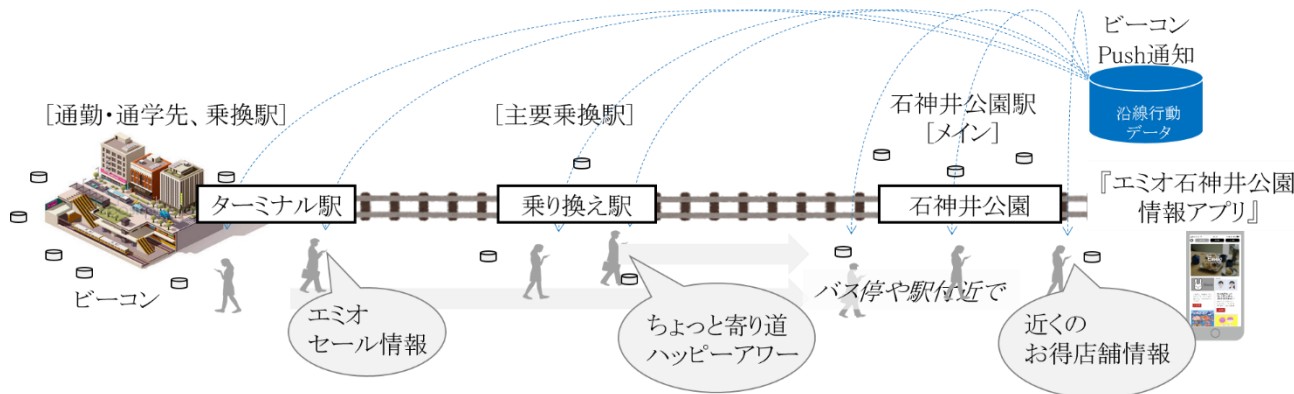 ビーコン
Push通知
沿線行動
データ
[通勤・通学先、乗換駅]
[主要乗換駅]
石神井公園駅
[メイン]
ターミナル駅
乗り換え駅
石神井公園
『エミオ石神井公園
情報アプリ』
ビーコン
エミオ
セール情報
ちょっと寄り道
ハッピーアワー
バス停や駅付近で
近くの
お得店舗情報